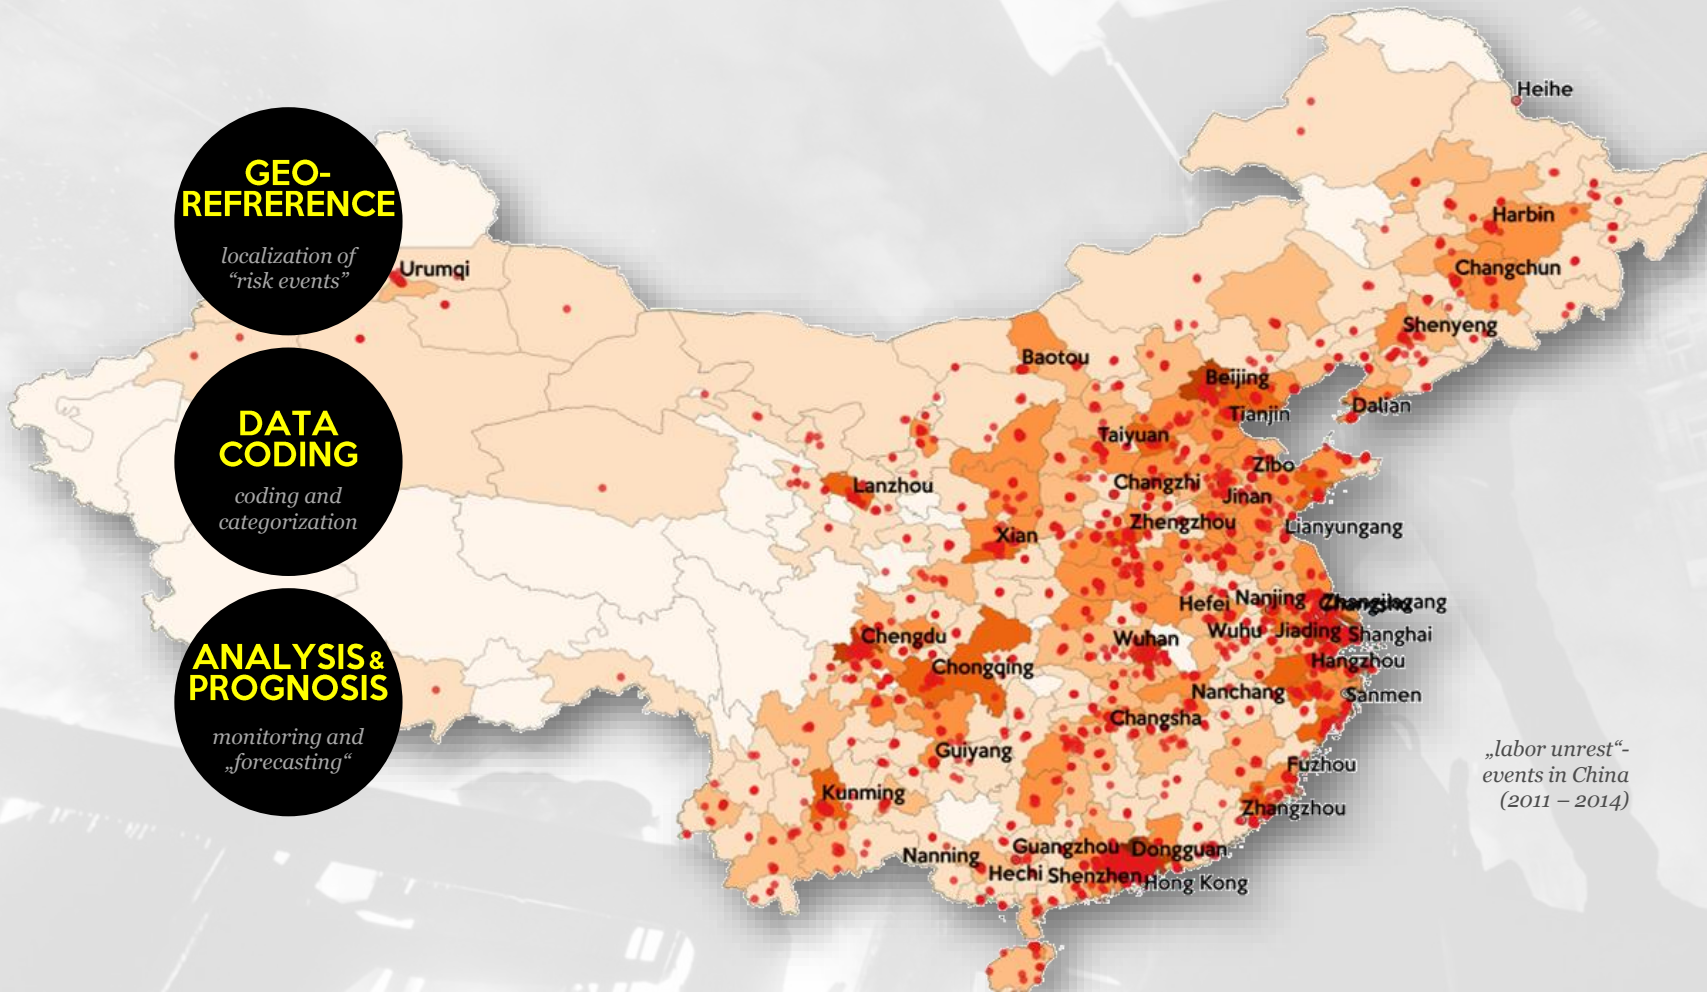 GEO-
REFRERENCE
localization of
“risk events”
DATA
CODING
coding and
categorization
ANALYSIS &
PROGNOSIS
monitoring and
„forecasting“
Heihe
Harbin
Changchun
Urumqi
Shenyeng
Baotou
Beijing
Dalian
Tianjin
Taiyuan
Zibo
Changzhi
Lanzhou
Jinan
Zhengzhou
Lianyungang
Xian
Hefei
Nanjing
Wuhu
Jiading
Shanghai
Chengdu
Wuhan
Hangzhou
Chongqing
Nanchang
Sanmen
Changsha
Guiyang
Fuzhou
Kunming
Zhangzhou
Guangzhou
Dongguan
Nanning
Hechi
Shenzhen
Hong Kong
„labor unrest“-
events in China
(2011 – 2014)